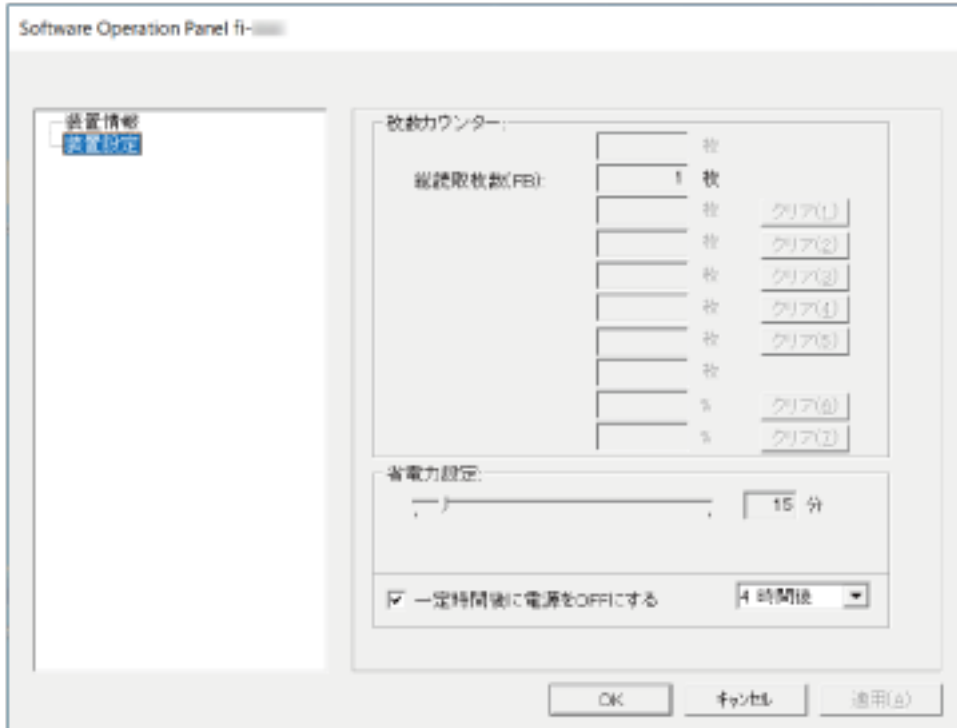 Software Operation Panel fi-
装置情報
装置設定
枚数カウンター:
枚
総読取枚数(FB): 1 枚
枚 クリア(1)
枚 クリア(2)
枚 クリア(3)
枚 クリア(4)
枚 クリア(5)
枚
% クリア(6)
% クリア(7)
省電力設定:
15 分
一定時間後に電源をOFFにする 4 時間後
OK キャンセル 適用(A)